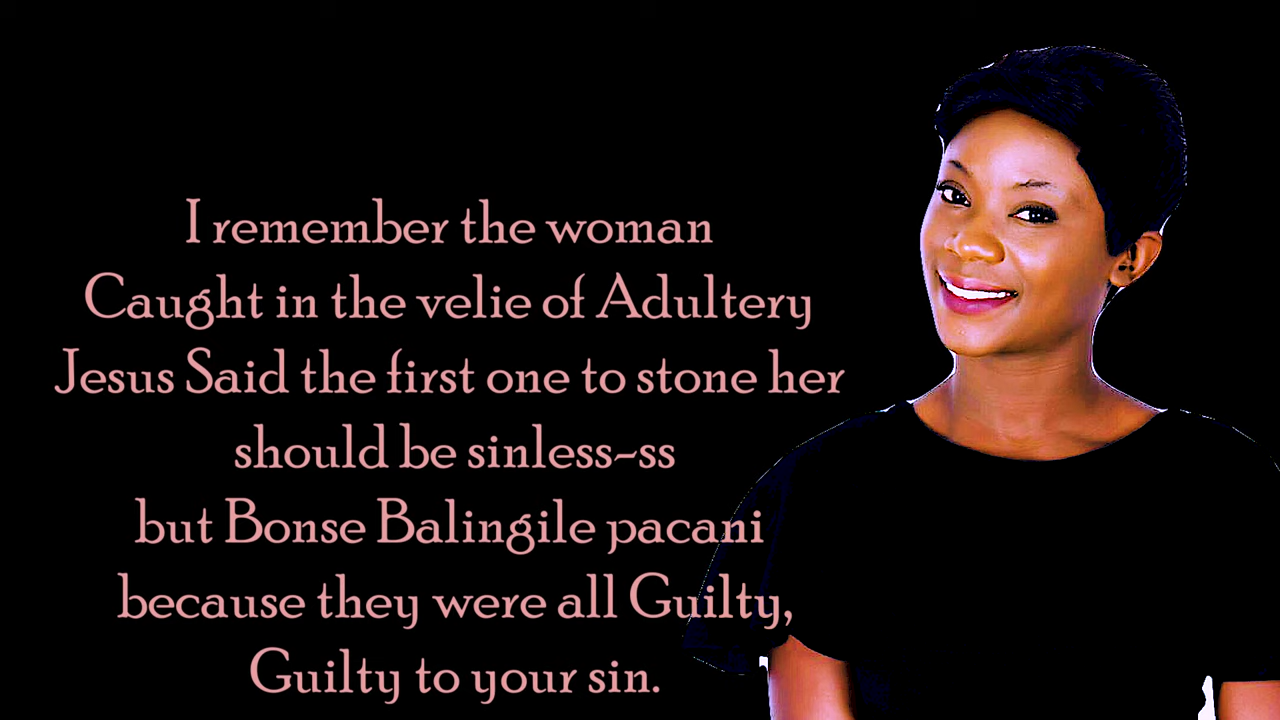 I remember the woman
Caught in the velie of Adultery
Jesus Said the first one to stone her
should be sinless-ss
but Bonse Balingile pacani
because they were all Guilty,
Guilty to your sin.